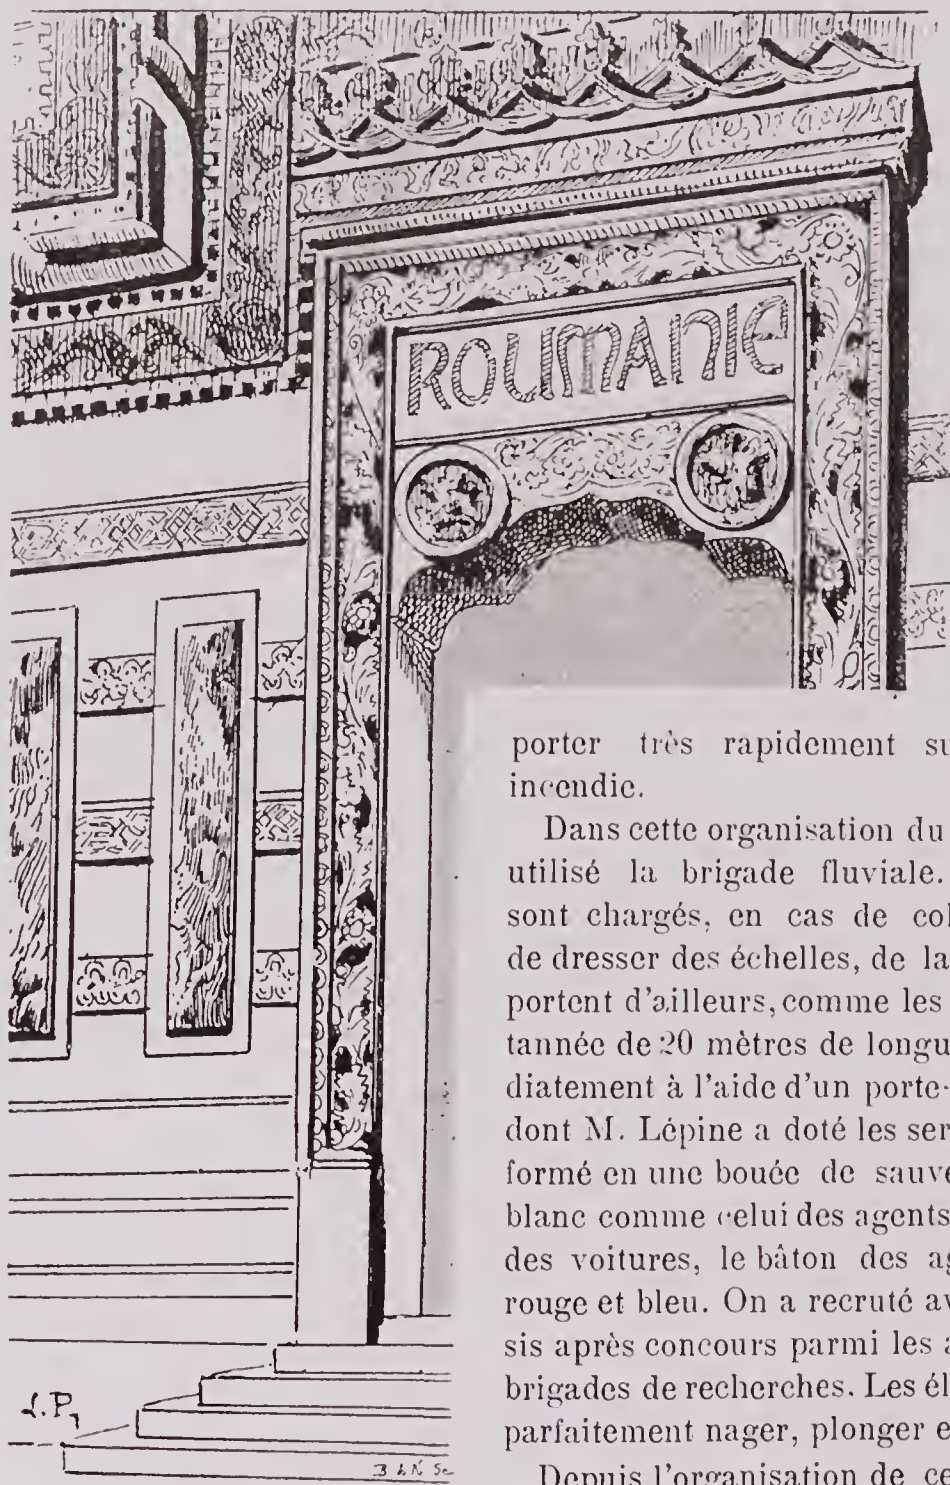 ROUMANIE
porter très rapidement su
incendie.
Dans cette organisation du
utilisé la brigade fluviale.
sont chargés, en cas de col
de dresser des échelles, de la
portent d'ailleurs, comme les
tannée de 20 mètres de longu
diatement à l'aide d'un porte-
dont M. Lépine a doté les ser
formé en une bouée de sauve
blanc comme celui des agents
des voitures, le bâton des ag
rouge et bleu. On a recruté av
sis après concours parmi les a
brigades de recherches. Les él
parfaitement nager, plonger e
Depuis l'organisation de ce
L.P.